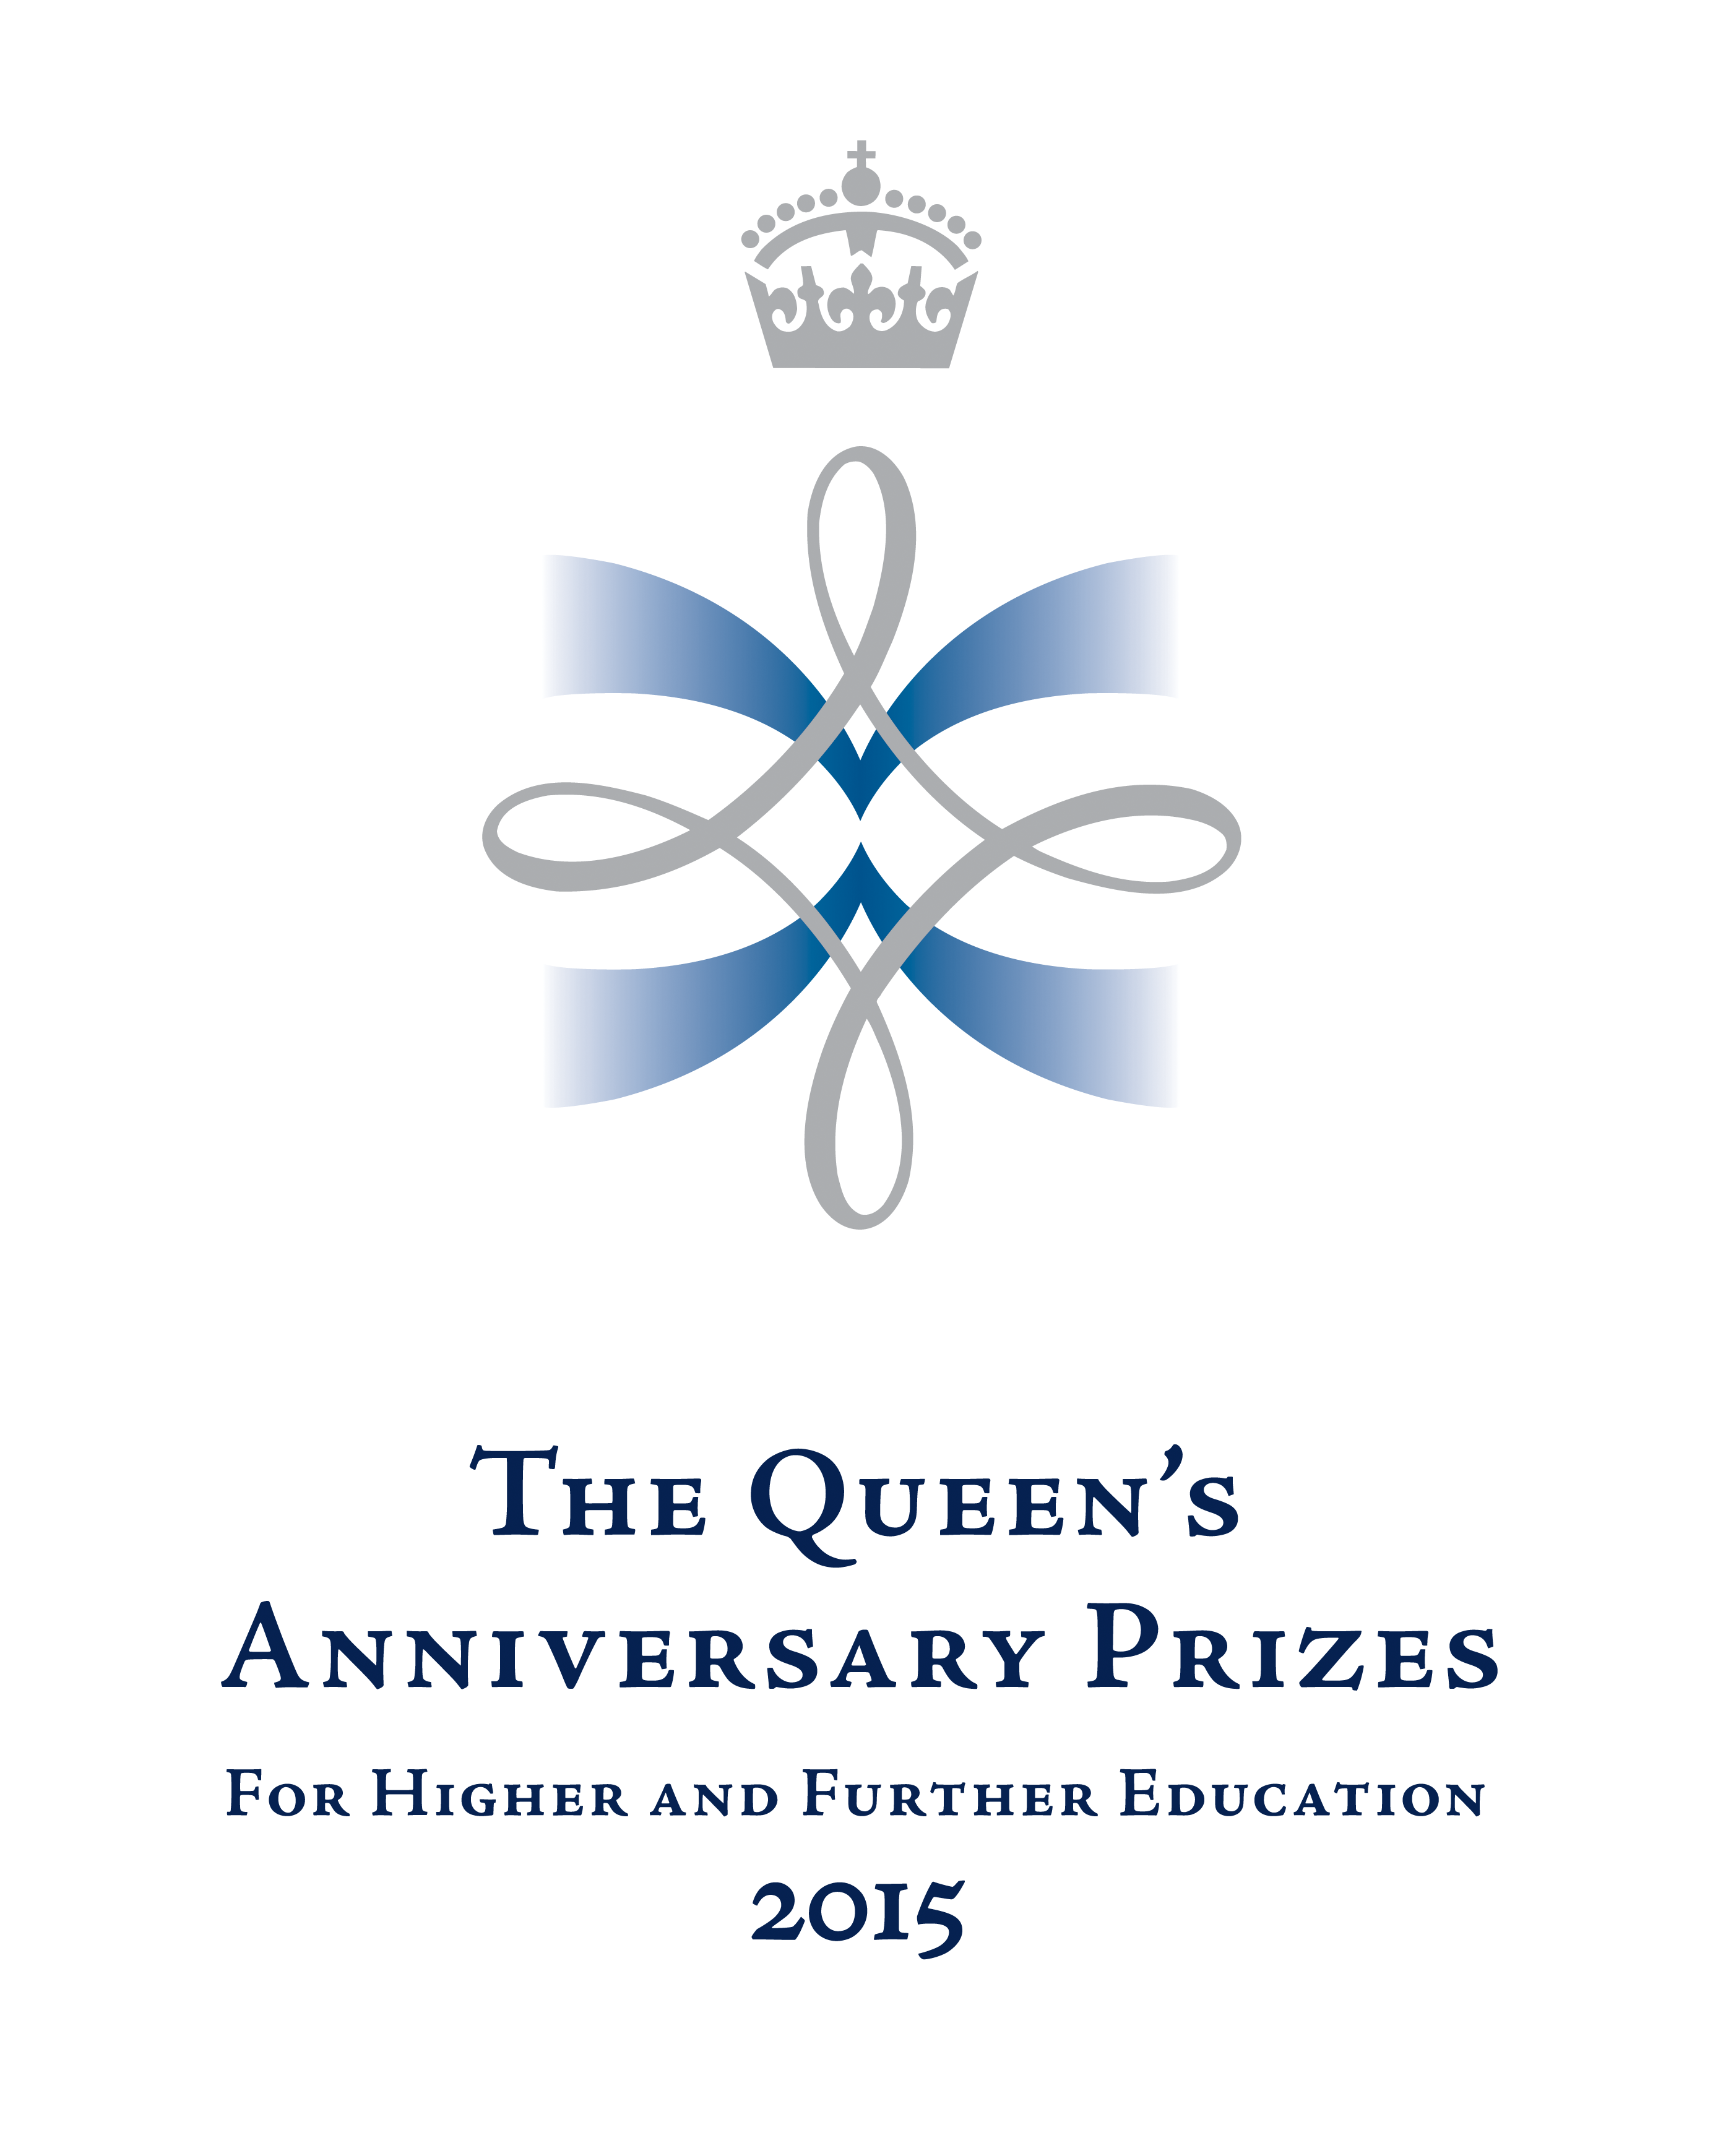 The Queen’s
Anniversary Prizes
For Higher and Further Education
2015